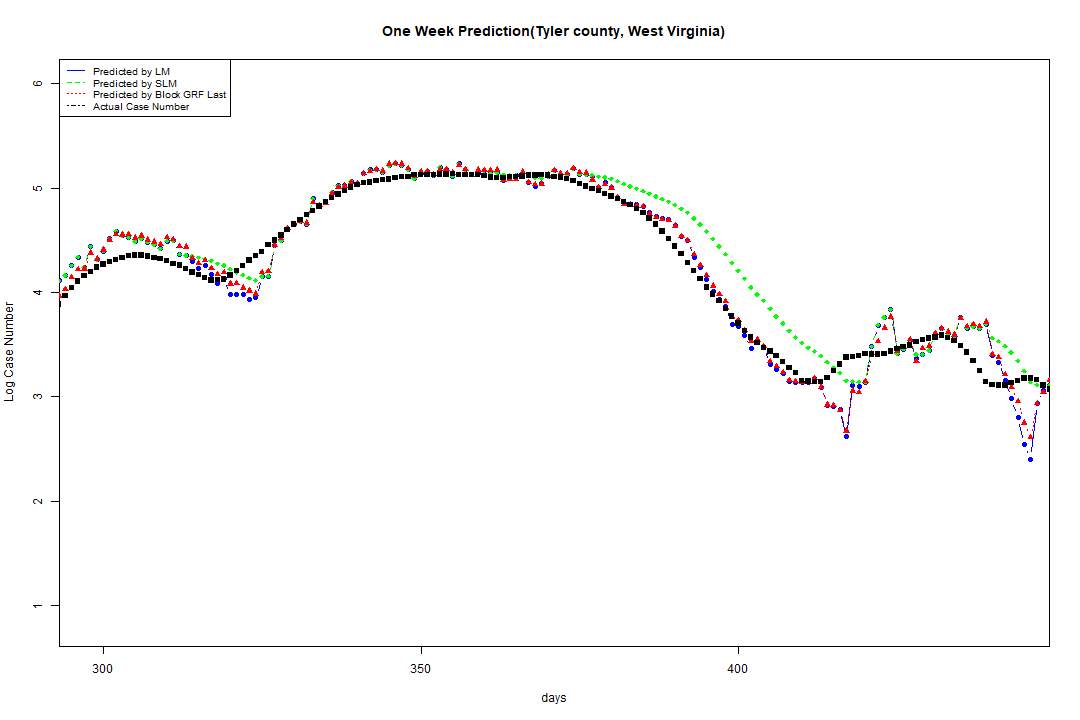 One Week Prediction(Tyler county, West Virginia)
Predicted by LM
Predicted by SLM
Predicted by Block GRF Last
Actual Case Number
Log Case Number
6
5
4
3
2
1
300 350 400
days